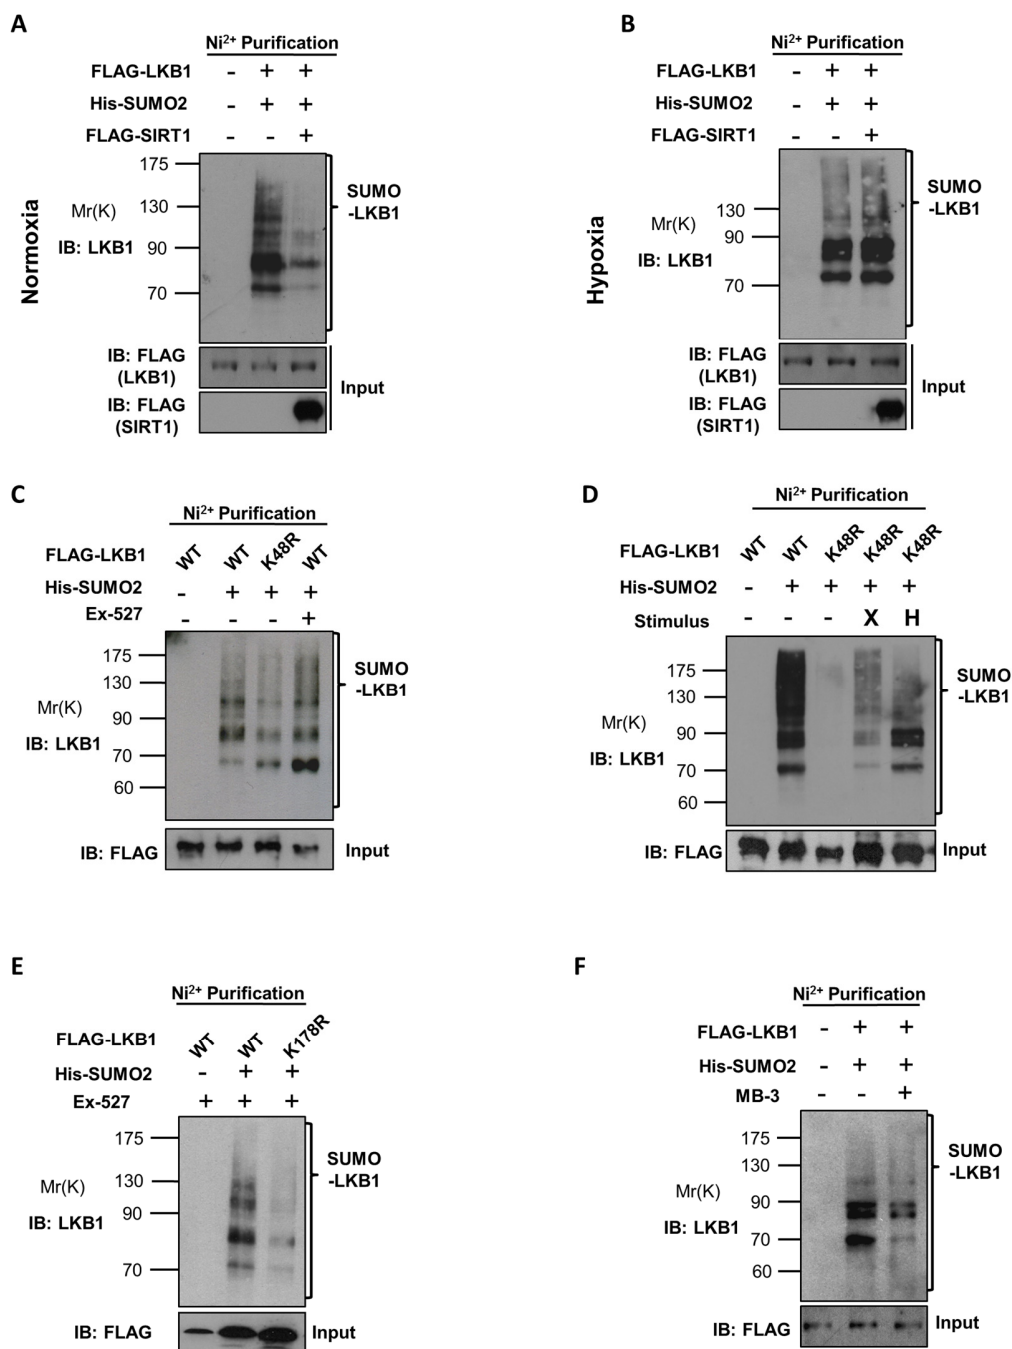 A
Ni2+ Purification
FLAG-LKB1 - + +
His-SUMO2 - + +
FLAG-SIRT1 - - +
Normoxia
175
130
90
70
Mr(K)
IB: LKB1
SUMO
-LKB1
IB: FLAG
(LKB1)
IB: FLAG
(SIRT1)
Input
B
Ni2+ Purification
FLAG-LKB1 - + +
His-SUMO2 - + +
FLAG-SIRT1 - - +
Hypoxia
130
90
70
Mr(K)
IB: LKB1
SUMO
-LKB1
IB: FLAG
(LKB1)
IB: FLAG
(SIRT1)
Input
C
Ni2+ Purification
FLAG-LKB1 WT WT K48R WT
His-SUMO2 - + + +
Ex-527 - - - +
175
130
90
70
60
Mr(K)
IB: LKB1
SUMO
-LKB1
IB: FLAG
Input
D
Ni2+ Purification
FLAG-LKB1 WT WT K48R K48R K48R
His-SUMO2 - + + + +
Stimulus - - - X H
175
130
90
70
60
Mr(K)
IB: LKB1
SUMO
-LKB1
IB: FLAG
Input
E
Ni2+ Purification
FLAG-LKB1 WT WT K178R
His-SUMO2 - + +
Ex-527 + + +
175
130
90
70
Mr(K)
IB: LKB1
SUMO
-LKB1
IB: FLAG
Input
F
Ni2+ Purification
FLAG-LKB1 - + +
His-SUMO2 - + +
MB-3 - - +
175
130
90
70
60
Mr(K)
IB: LKB1
SUMO
-LKB1
IB: FLAG
Input